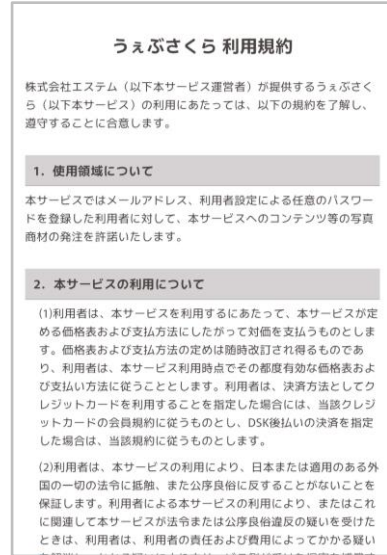 うぇぶさくら 利用規約
株式会社エステム（以下本サービス運営者）が提供するうぇぶさく
ら（以下本サービス）の利用にあたっては、以下の規約を了解し、
遵守することに合意します。
1. 使用領域について
本サービスではメールアドレス、利用者設定による任意のパスワー
ドを登録した利用者に対して、本サービスへのコンテンツ等の写真
商材の発注を許諾いたします。
2. 本サービスの利用について
(1)利用者は、本サービスを利用するにあたって、本サービスが定
める価格表および支払方法にしたがって対価を支払うものとしま
す。価格表および支払方法の定めは随時改訂され得るものであ
り、利用者は、本サービス利用時点でその都度有効な価格表およ
び支払い方法に従うこととします。利用者は、決済方法としてク
レジットカードを利用することを指定した場合には、当該クレジ
ットカードの会員規約に従うものとし、DSK後払いの決済を指定
した場合は、当該規約に従うものとします。
(2)利用者は、本サービスの利用により、日本または適用のある外
国の一切の法令に抵触、また公序良俗に反することがないことを
保証します。利用者による本サービスの利用により、またはこれ
に関連して本サービスが法令または公序良俗違反の疑いを受けた
ときは、利用者は、利用者の責任および費用によってかかる疑い